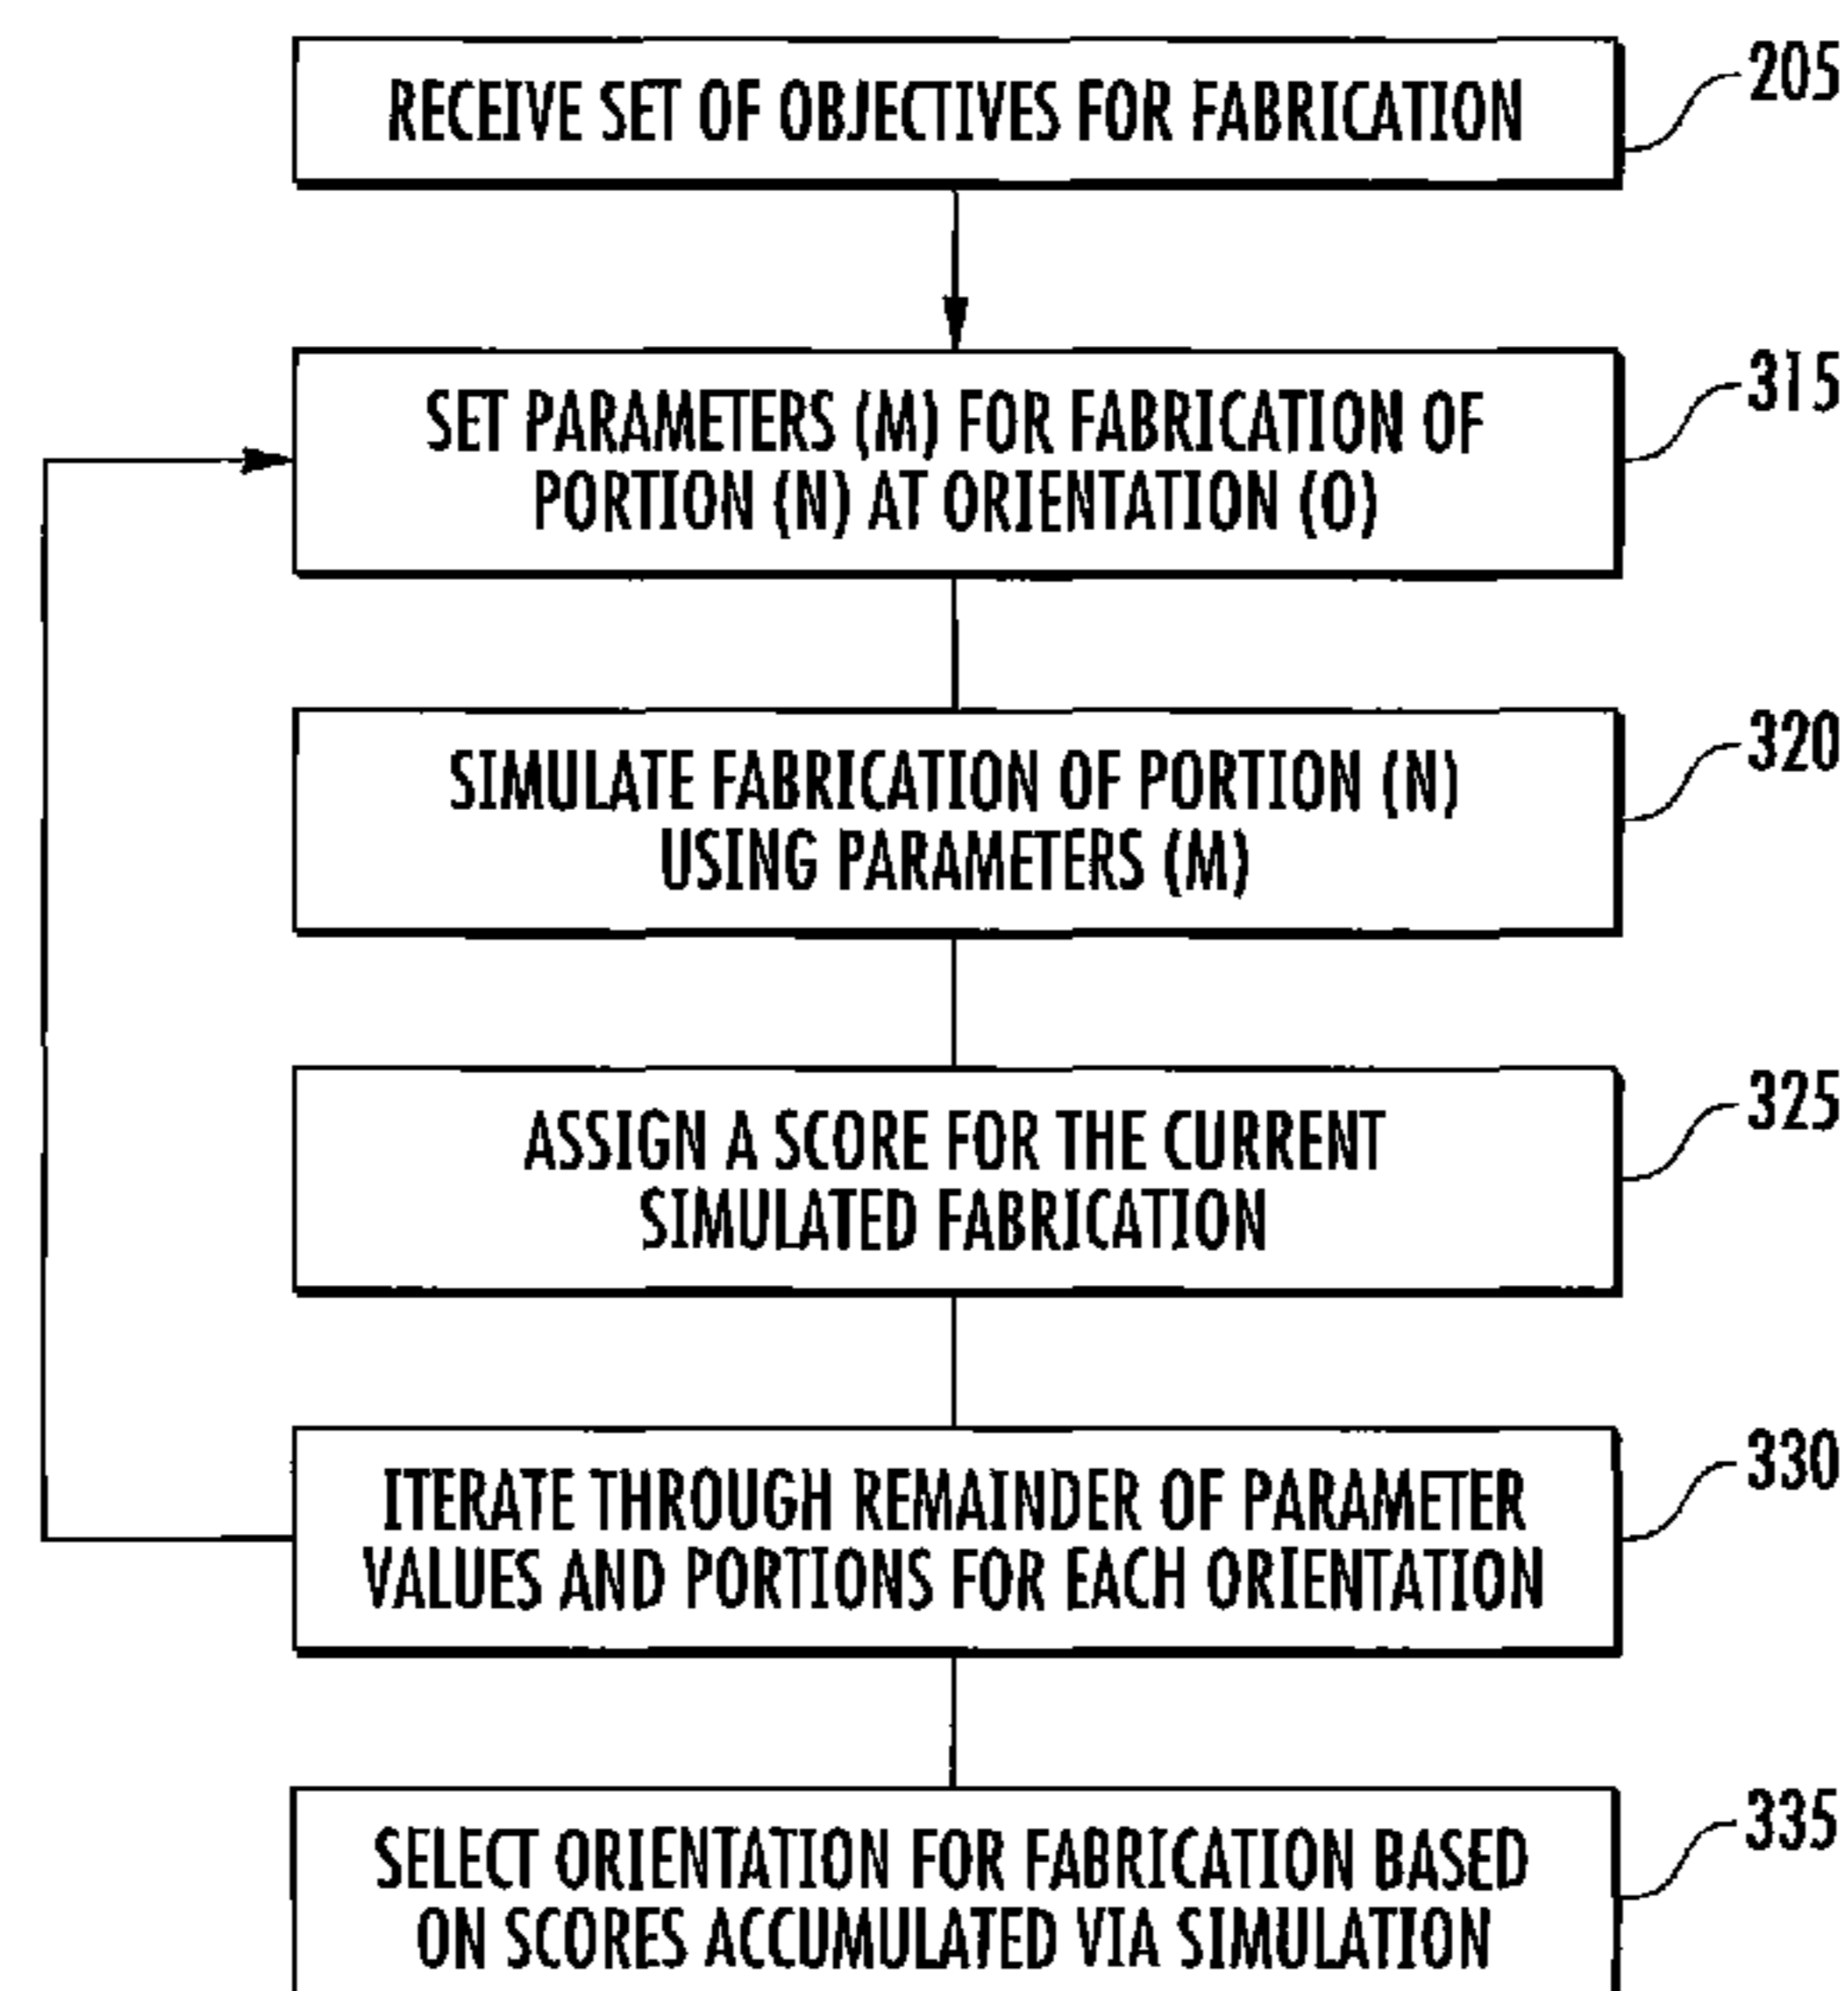 RECEIVE SET OF OBJECTIVES FOR FABRICATION
205
SET PARAMETERS (M) FOR FABRICATION OF
PORTION (N) AT ORIENTATION (O)
315
SIMULATE FABRICATION OF PORTION (N)
USING PARAMETERS (M)
320
ASSIGN A SCORE FOR THE CURRENT
SIMULATED FABRICATION
325
ITERATE THROUGH REMAINDER OF PARAMETER
VALUES AND PORTIONS FOR EACH ORIENTATION
330
SELECT ORIENTATION FOR FABRICATION BASED
ON SCORES ACCUMULATED VIA SIMULATION
335